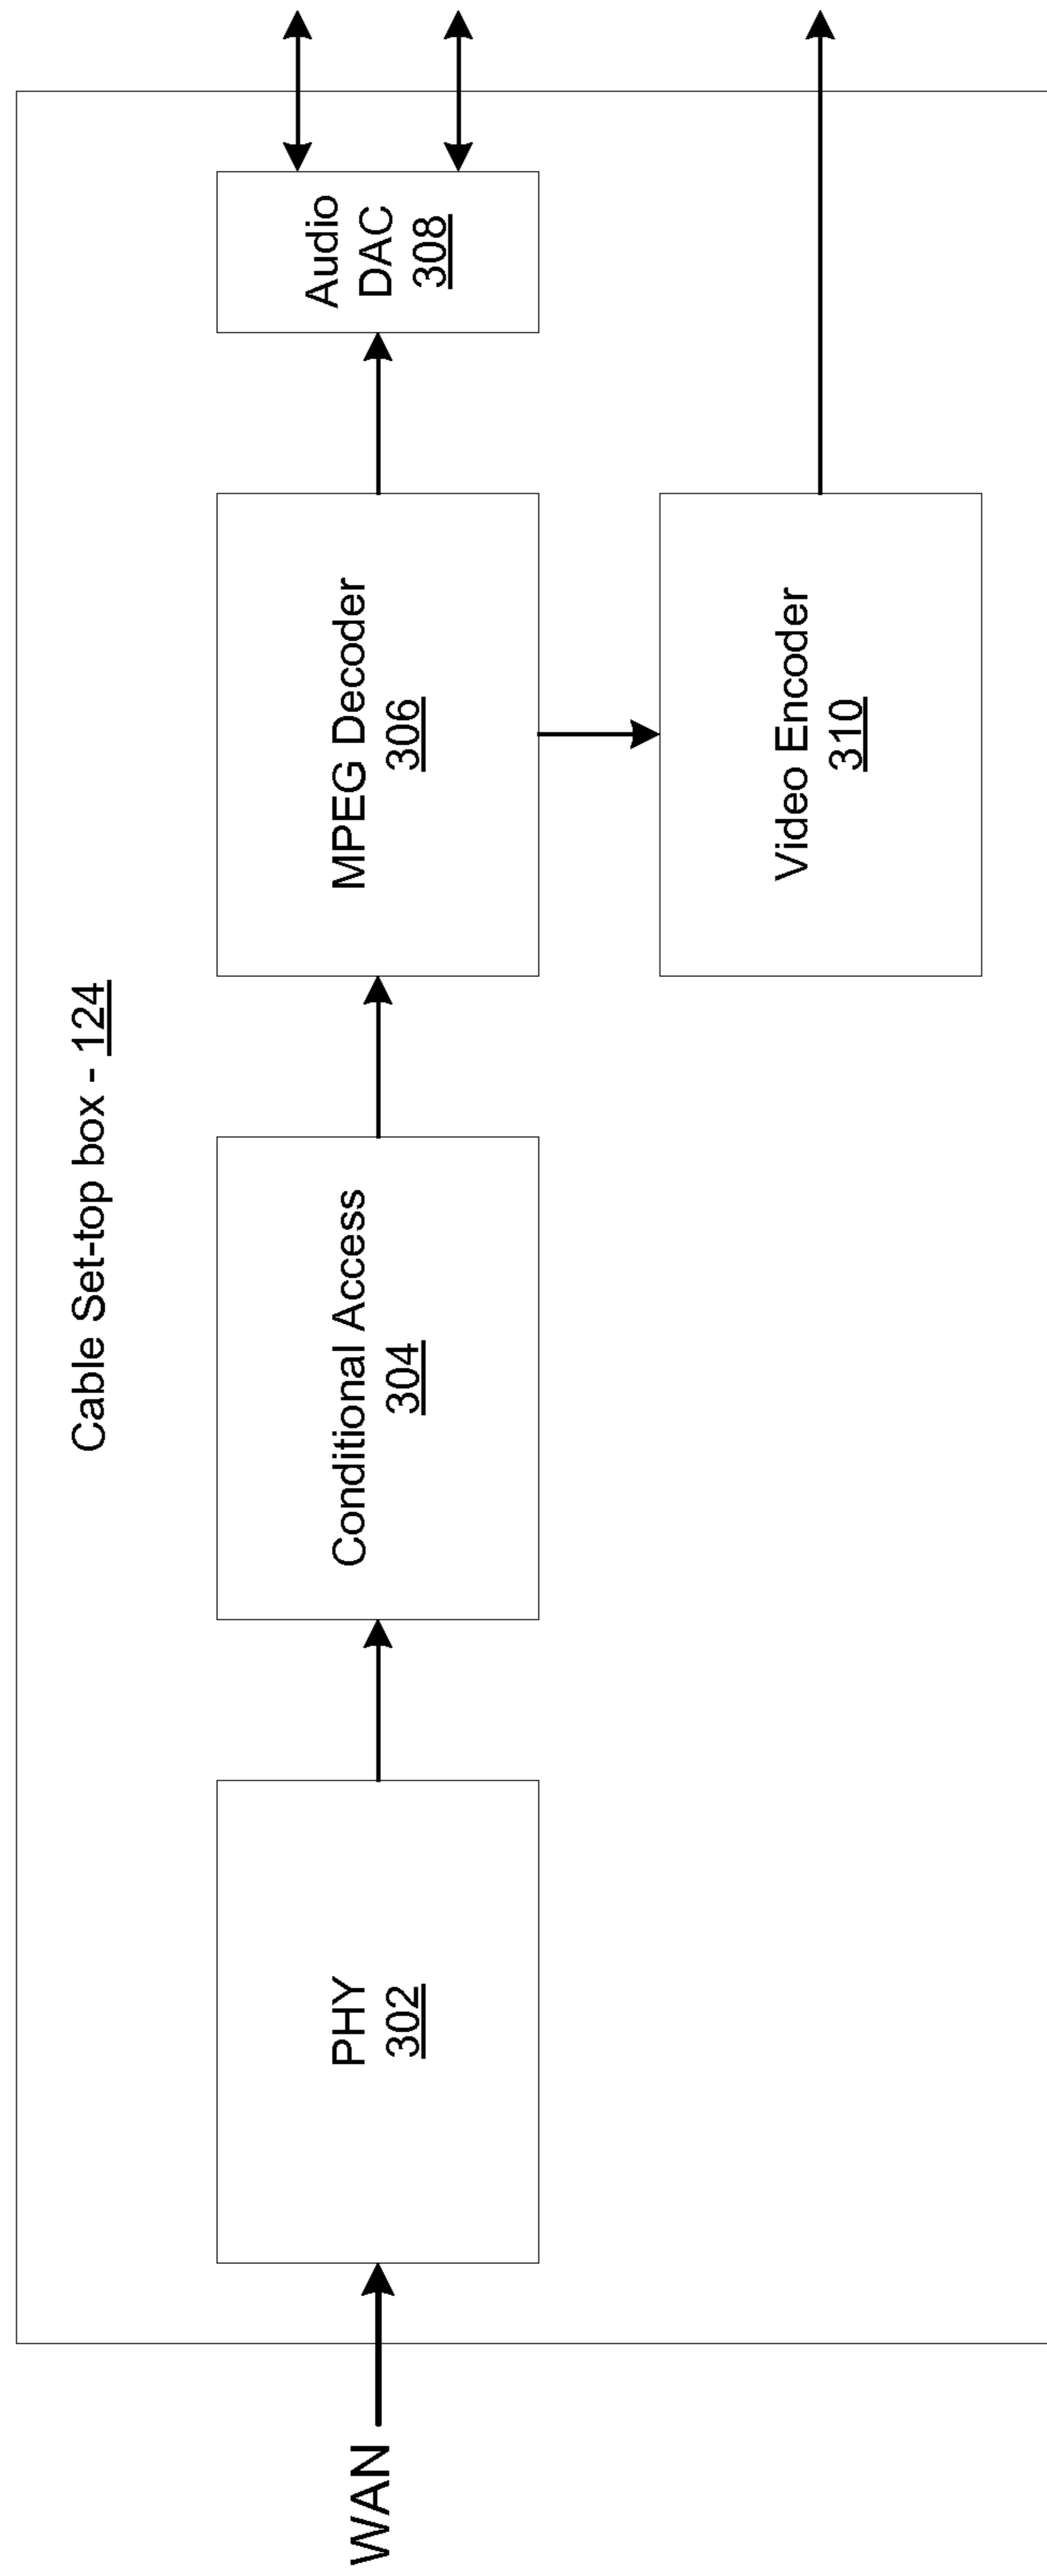 Cable Set-top box - 124
WAN
PHY
302
Conditional Access
304
MPEG Decoder
306
Audio
DAC
308
Video Encoder
310